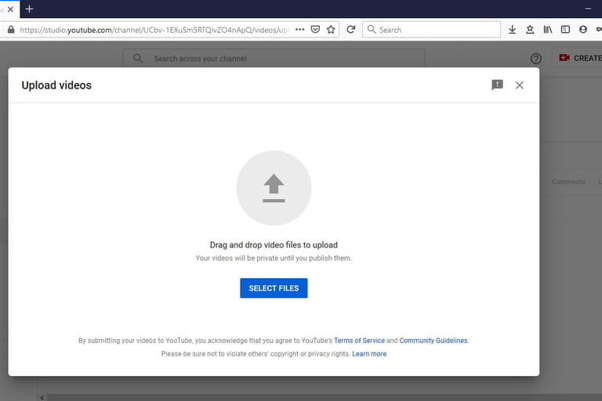 https://studio.youtube.com/channel/UCbv-1EXuSmSRTQivZO4nApQ/videos/up
Search
Search across your channel
CREATE
Upload videos
Comments
Drag and drop video files to upload
Your videos will be private until you publish them.
SELECT FILES
By submitting your videos to YouTube, you acknowledge that you agree to YouTube's Terms of Service and Community Guidelines.
Please be sure not to violate others' copyright or privacy rights. Learn more